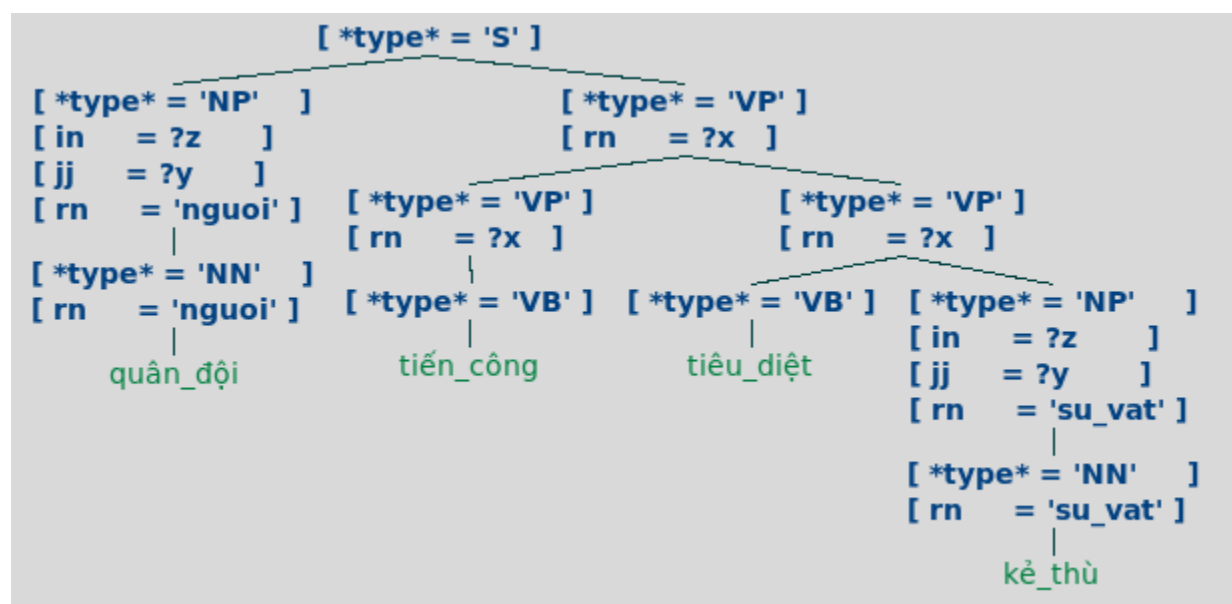 [ *type* = 'S' ]
[ *type* = 'NP' ] [ *type* = 'VP' ]
[ in = ?z ] [ rn = ?x ]
[ jj = ?y ]
[ rn = 'nguoi' ] [ *type* = 'VP' ] [ *type* = 'VP' ]
[ rn = ?x ] [ rn = ?x ]
[ *type* = 'NN' ]
[ rn = 'nguoi' ] [ *type* = 'VB' ] [ *type* = 'VB' ] [ *type* = 'NP' ]
[ in = ?z ]
quân_đội tiến_công tiêu_diệt [ jj = ?y ]
[ rn = 'su_vat' ]
[ *type* = 'NN' ]
[ rn = 'su_vat' ]
kẻ_thù